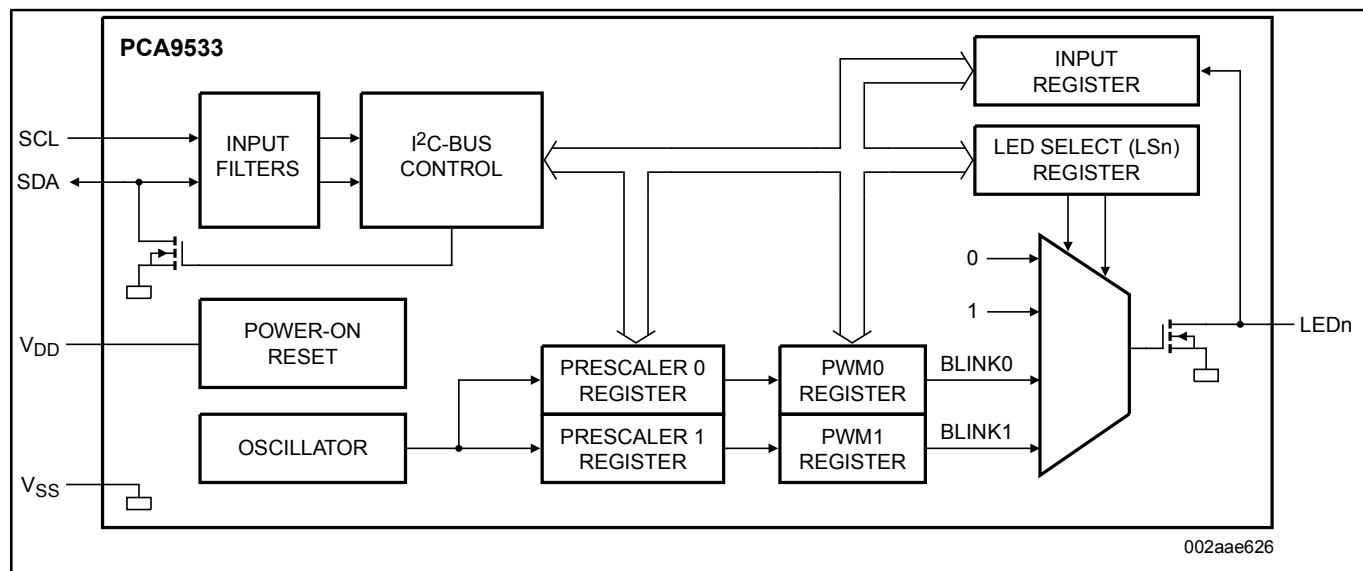 PCA9533
SCL
SDA
INPUT
FILTERS
I²C-BUS
CONTROL
INPUT
REGISTER
LED SELECT (LSn)
REGISTER
0
1
LEDn
VDD
POWER-ON
RESET
OSCILLATOR
PRESCALER 0
REGISTER
PRESCALER 1
REGISTER
PWM0
REGISTER
PWM1
REGISTER
BLINK0
BLINK1
VSS
002aae626